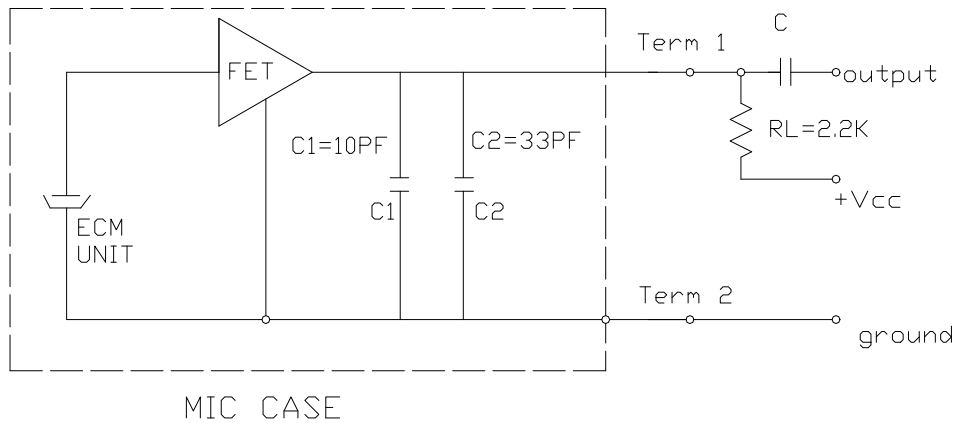 C
Term 1
FET
output
C1=10PF
C2=33PF
RL=2.2K
+Vcc
C1
C2
ECM
UNIT
Term 2
ground
MIC CASE